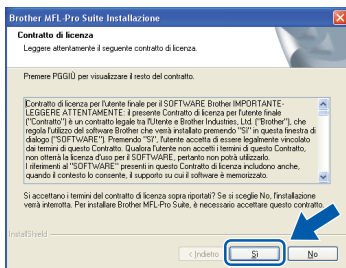 Brother MFL-Pro Suite Installazione
Contratto di licenza
Leggere attentamente il seguente contratto di licenza.
Premere PGGIÙ per visualizzare il resto del contratto.
Contratto di licenza per l'utente finale per il SOFTWARE Brother IMPORTANTE-
LEGGERE ATTENTAMENTE: il presente Contratto di licenza per l'utente finale
("Contratto") è un contratto legale tra l'Utente e Brother Industries, Ltd. ("Brother"), che
regola l'utilizzo del software Brother che verrà installato premendo "Sì" in questa finestra di
dialogo ("SOFTWARE"). Premendo "Sì", l'utente accetta di essere legalmente vincolato
dai termini di questo Contratto. Qualora l'utente non accetti i termini di questo Contratto,
non otterrà la licenza d'uso per il SOFTWARE, pertanto non potrà utilizzarlo.
I riferimenti al "SOFTWARE" presenti in questo Contratto di licenza includono anche,
quando il contesto lo consente, il supporto su cui il software è memorizzato.
Si accettano i termini del contratto di licenza sopra riportati? Se si sceglie No, l'installazione
verrà interrotta. Per installare Brother MFL-Pro Suite, è necessario accettare questo contratto.
InstallShield
< Indietro
Sì
No